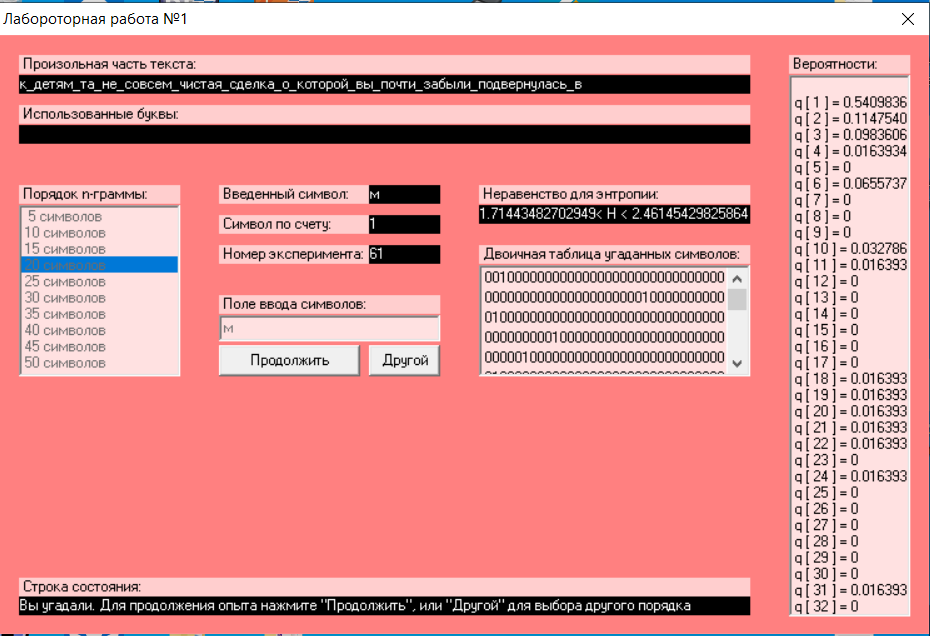 Лабороторная работа №1
Произольная часть текста:
к_детям_та_не_совсем_чистая_сделка_о_которой_вы_почти_забыли_подвернулась_в
Использованные буквы:
Порядок n-граммы:
5 символов
10 символов
15 символов
20 символов
25 символов
30 символов
35 символов
40 символов
45 символов
50 символов
Введенный символ: м
Символ по счету: 1
Номер эксперимента: 61
Поле ввода символов:
м
Продолжить
Другой
Неравенство для энтропии:
1.71443482702949< H < 2.46145429825864
Двоичная таблица угаданных символов:
00100000000000000000000000000000
00000000000000000000010000000000
01000000000000000000000000000000
00000000010000000000000000000000
00000100000000000000000000000000
Вероятности:
q [ 1 ] = 0.5409836
q [ 2 ] = 0.1147540
q [ 3 ] = 0.0983606
q [ 4 ] = 0.0163934
q [ 5 ] = 0
q [ 6 ] = 0.0655737
q [ 7 ] = 0
q [ 8 ] = 0
q [ 9 ] = 0
q [ 10 ] = 0.032786
q [ 11 ] = 0.016393
q [ 12 ] = 0
q [ 13 ] = 0
q [ 14 ] = 0
q [ 15 ] = 0
q [ 16 ] = 0
q [ 17 ] = 0
q [ 18 ] = 0.016393
q [ 19 ] = 0.016393
q [ 20 ] = 0.016393
q [ 21 ] = 0.016393
q [ 22 ] = 0.016393
q [ 23 ] = 0
q [ 24 ] = 0.016393
q [ 25 ] = 0
q [ 26 ] = 0
q [ 27 ] = 0
q [ 28 ] = 0
q [ 29 ] = 0
q [ 30 ] = 0
q [ 31 ] = 0.016393
q [ 32 ] = 0
Строка состояния:
Вы угадали. Для продолжения опыта нажмите "Продолжить", или "Другой" для выбора другого порядка